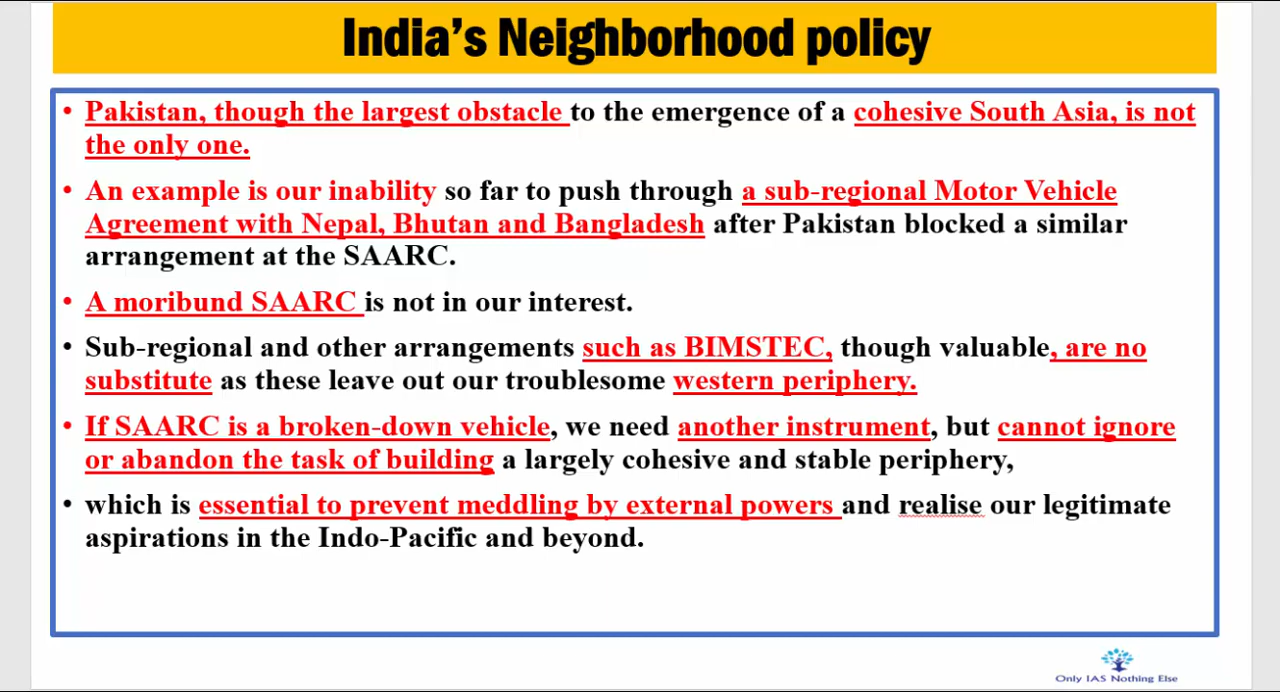 India's Neighborhood policy
• Pakistan, though the largest obstacle to the emergence of a cohesive South Asia, is not
the only one.
• An example is our inability so far to push through a sub-regional Motor Vehicle
Agreement with Nepal, Bhutan and Bangladesh after Pakistan blocked a similar
arrangement at the SAARC.
• A moribund SAARC is not in our interest.
• Sub-regional and other arrangements such as BIMSTEC, though valuable, are no
substitute as these leave out our troublesome western periphery.
• If SAARC is a broken-down vehicle, we need another instrument, but cannot ignore
or abandon the task of building a largely cohesive and stable periphery,
• which is essential to prevent meddling by external powers and realise our legitimate
aspirations in the Indo-Pacific and beyond.
Only IAS Nothing Else